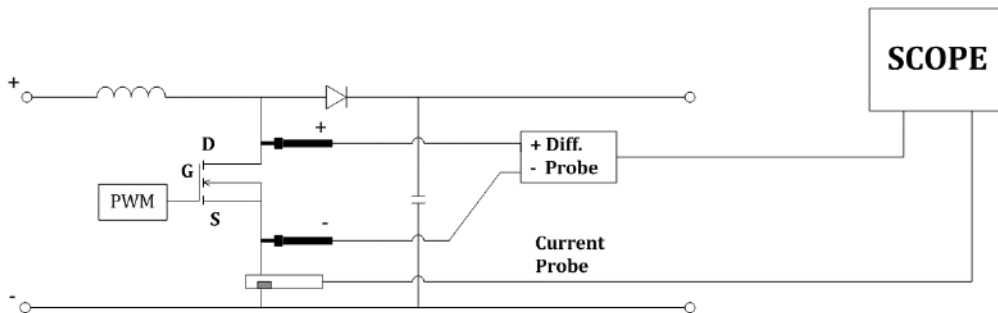 SCOPE
+
+
D
+ Diff.
- Probe
G
PWM
S
-
Current
Probe
-